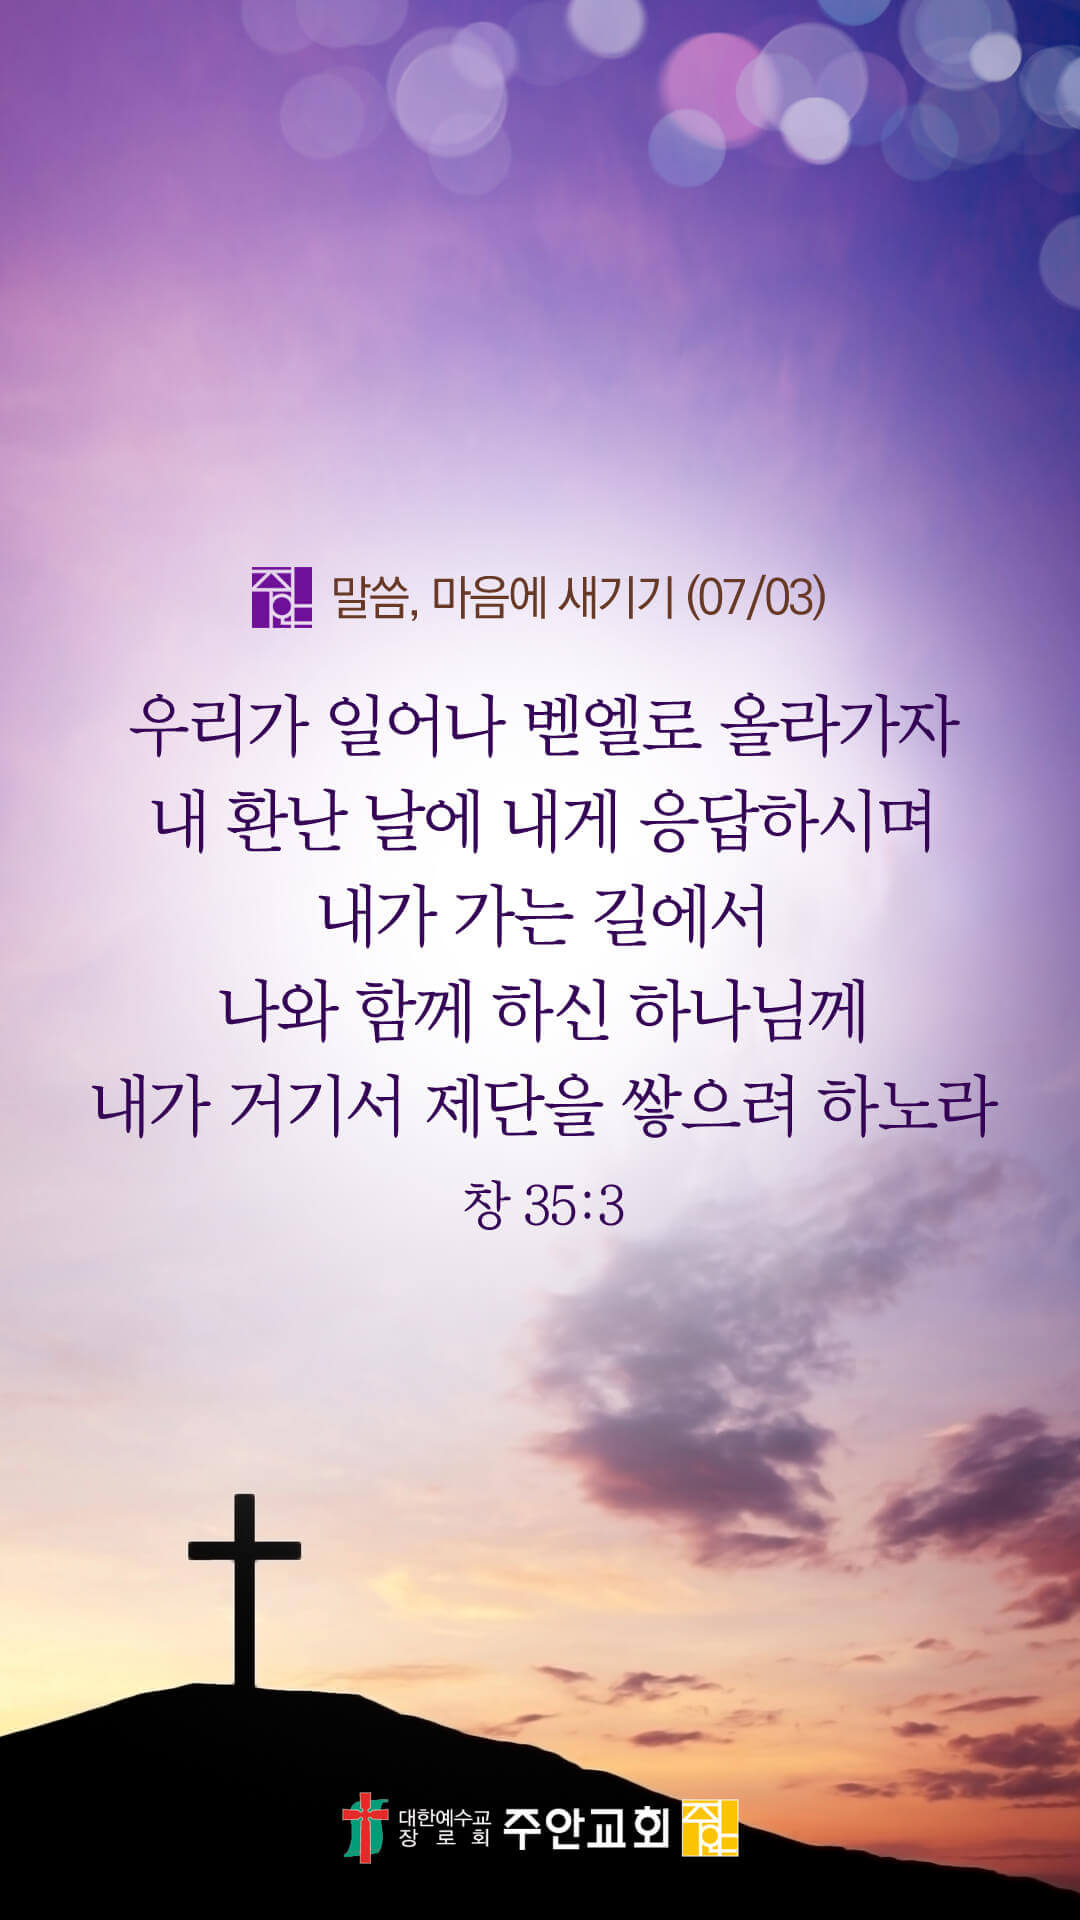 말씀, 마음에 새기기 (07/03)
우리가 일어나 벧엘로 올라가자
내 환난 날에 내게 응답하시며
내가 가는 길에서
나와 함께 하신 하나님께
내가 거기서 제단을 쌓으려 하노라
창 35:3
대한예수교
장로회
주안교회